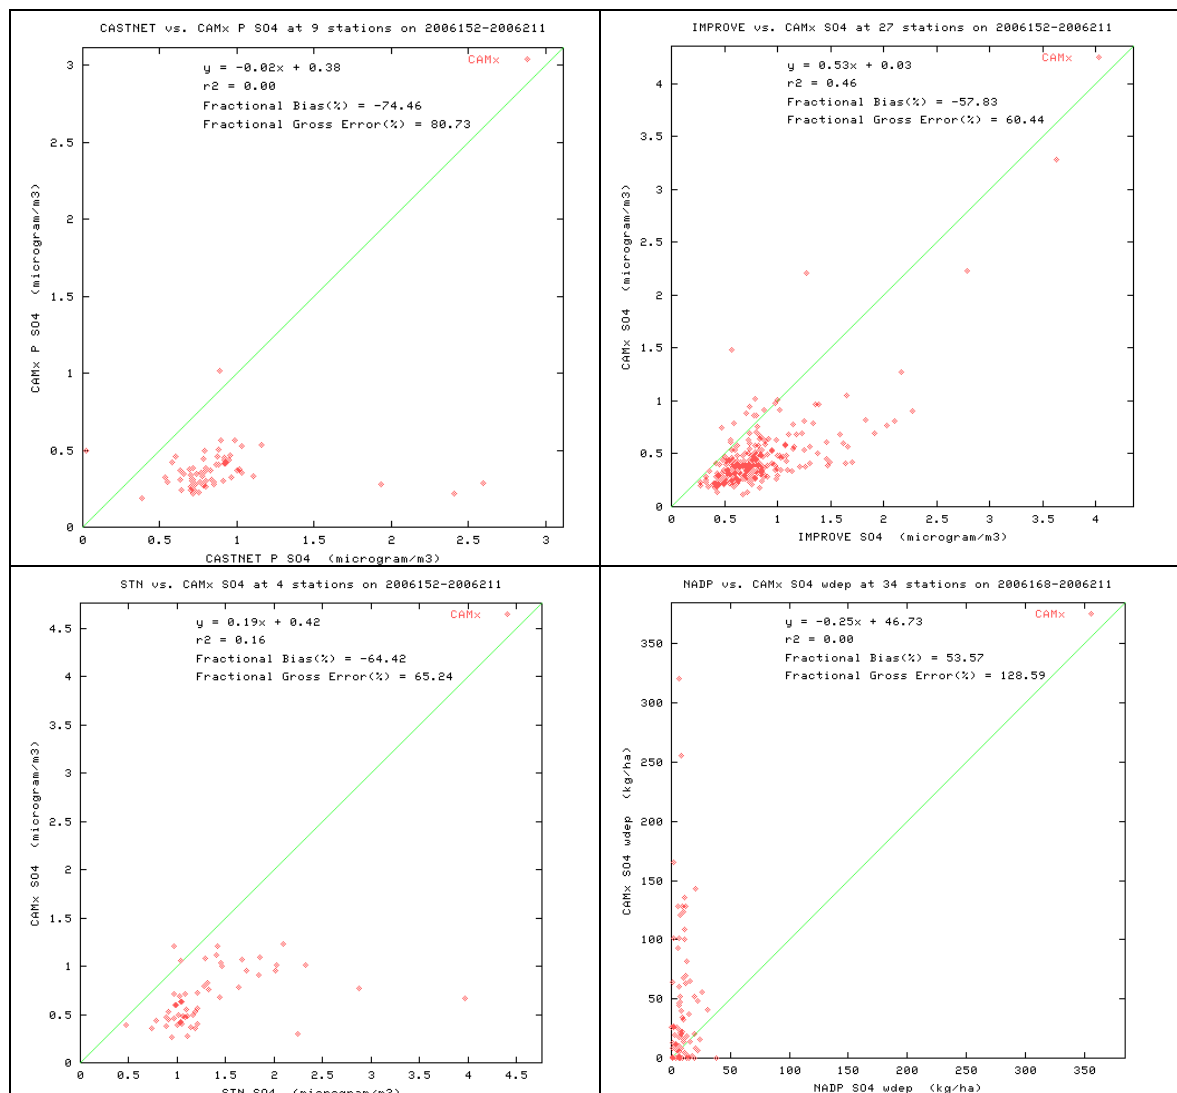 CASTNET vs. CAMx P SO4 at 9 stations on 2006152-2006211
CAMx
y = -0.02x + 0.38
r2 = 0.00
Fractional Bias(%) = -74.46
Fractional Gross Error(%) = 80.73
CAMx P SO4 (microgram/m3)
3
2.5
2
1.5
1
0.5
0
0 0.5 1 1.5 2 2.5 3
CASTNET P SO4 (microgram/m3)
IMPROVE vs. CAMx SO4 at 27 stations on 2006152-2006211
CAMx
y = 0.53x + 0.03
r2 = 0.46
Fractional Bias(%) = -57.83
Fractional Gross Error(%) = 60.44
CAMx SO4 (microgram/m3)
4
3.5
3
2.5
2
1.5
1
0.5
0
0 0.5 1 1.5 2 2.5 3 3.5 4
IMPROVE SO4 (microgram/m3)
STN vs. CAMx SO4 at 4 stations on 2006152-2006211
CAMx
y = 0.19x + 0.42
r2 = 0.16
Fractional Bias(%) = -64.42
Fractional Gross Error(%) = 65.24
CAMx SO4 (microgram/m3)
4.5
4
3.5
3
2.5
2
1.5
1
0.5
0
0 0.5 1 1.5 2 2.5 3 3.5 4 4.5
STN SO4 (microgram/m3)
NADP vs. CAMx SO4 wdep at 34 stations on 2006168-2006211
CAMx
y = -0.25x + 46.73
r2 = 0.00
Fractional Bias(%) = 53.57
Fractional Gross Error(%) = 128.59
CAMx SO4 wdep (kg/ha)
350
300
250
200
150
100
50
0
0 50 100 150 200 250 300 350
NADP SO4 wdep (kg/ha)